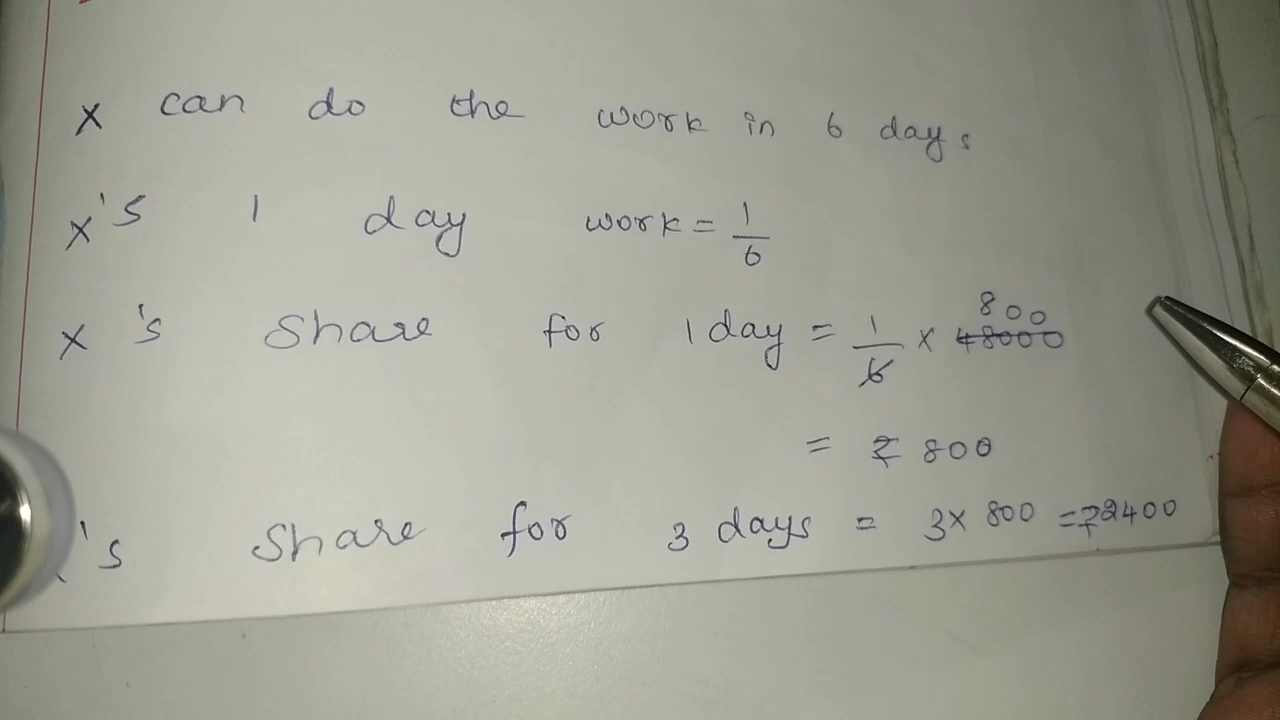 x can do the work in 6 days
x's 1 day work = 1/6
x's Share for 1 day = 1/6 x 48000 800
= ₹ 800
's Share for 3 days = 3 x 800 = ₹2400